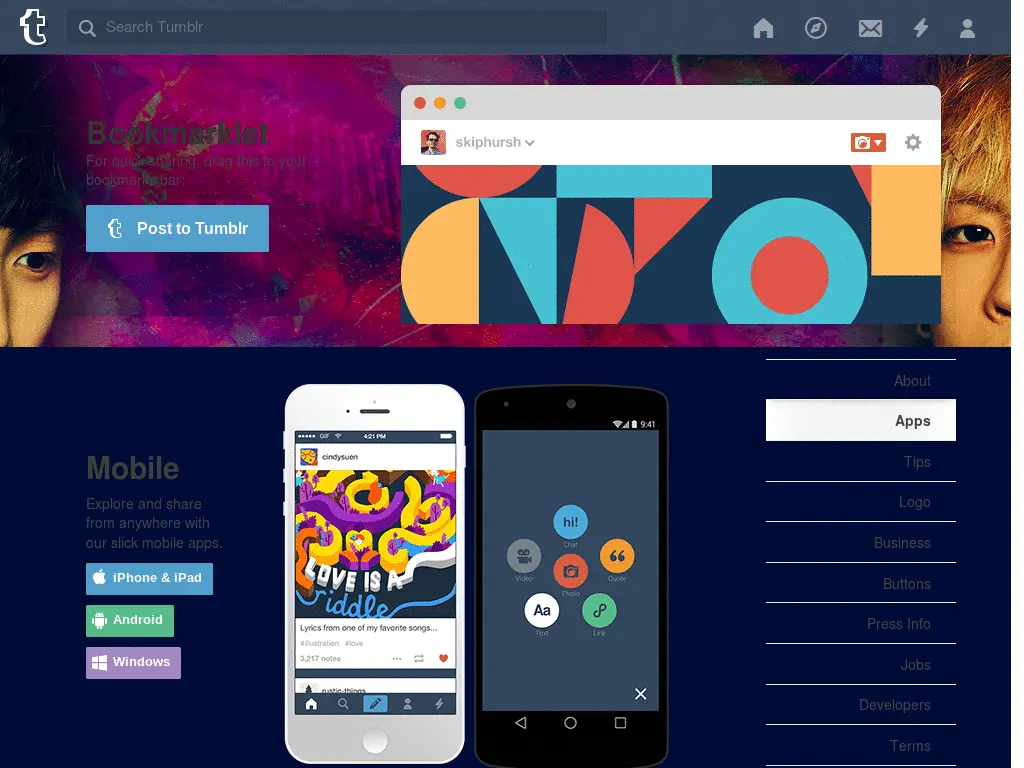 Search Tumblr
Bookmarklet
For quick sharing, drag this to your
bookmarks bar:
Post to Tumblr
skiphursh
Mobile
Explore and share
from anywhere with
our slick mobile apps.
iPhone & iPad
Android
Windows
GIF 4:21 PM
cindysuen
LOVE IS A
riddle
Lyrics from one of my favorite songs...
#illustration #love
3,217 notes
rustic-things
9:41
hi!
Chat
Video
Photo
Quote
Aa
Text
Link
About
Apps
Tips
Logo
Business
Buttons
Press Info
Jobs
Developers
Terms